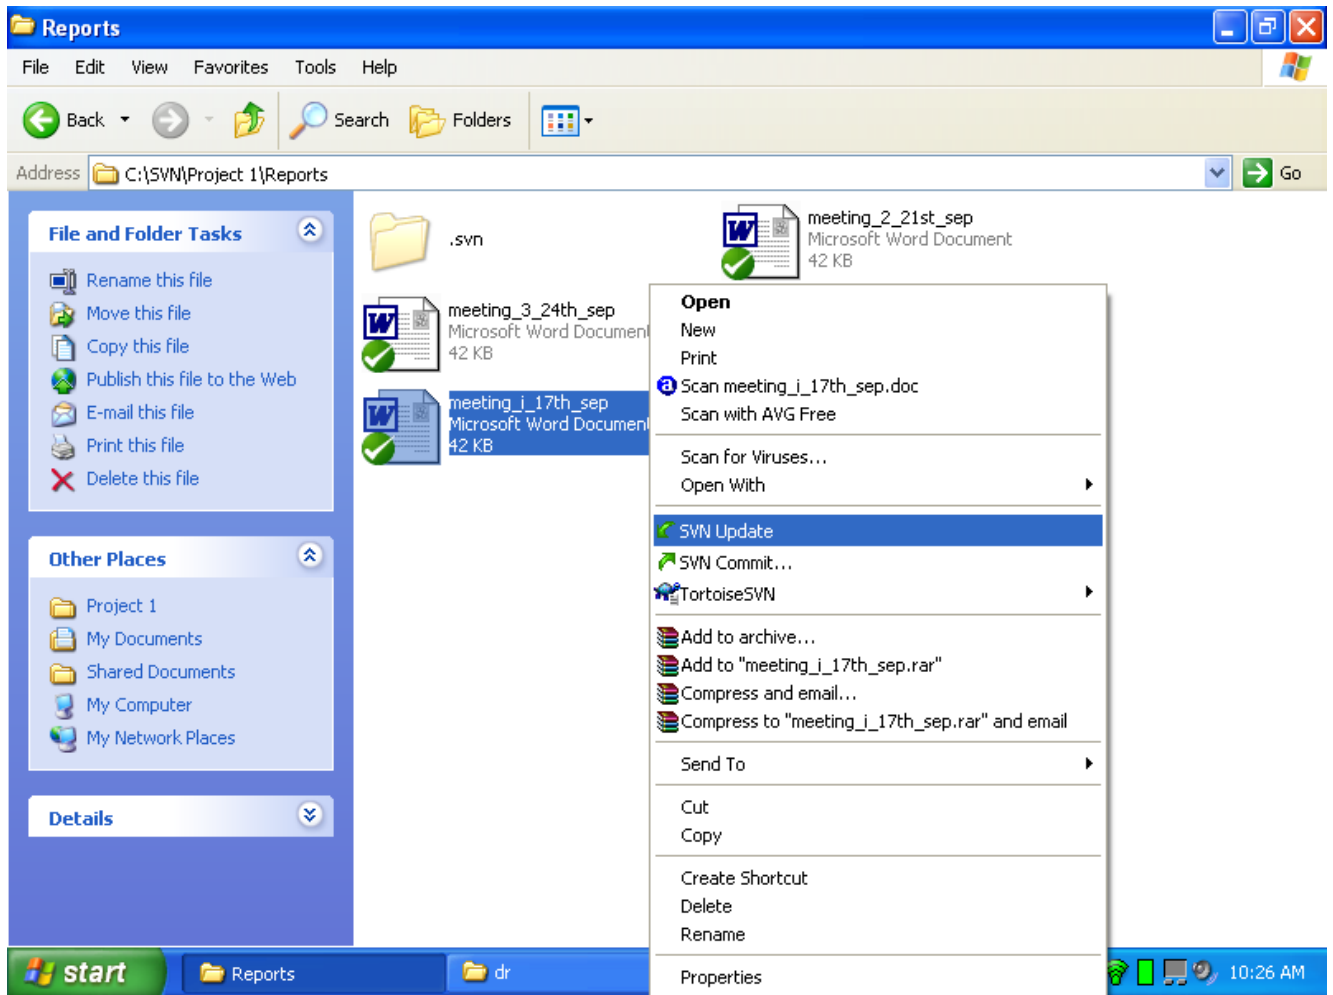 Reports
File Edit View Favorites Tools Help
Back Search Folders
Address C:\SVN\Project 1\Reports Go
File and Folder Tasks
Rename this file
Move this file
Copy this file
Publish this file to the Web
E-mail this file
Print this file
Delete this file
Other Places
Project 1
My Documents
Shared Documents
My Computer
My Network Places
Details
.svn
meeting_2_21st_sep
Microsoft Word Document
42 KB
meeting_3_24th_sep
Microsoft Word Document
42 KB
meeting_i_17th_sep
Microsoft Word Document
42 KB
Open
New
Print
Scan meeting_i_17th_sep.doc
Scan with AVG Free
Scan for Viruses...
Open With
SVN Update
SVN Commit...
TortoiseSVN
Add to archive...
Add to "meeting_i_17th_sep.rar"
Compress and email...
Compress to "meeting_i_17th_sep.rar" and email
Send To
Cut
Copy
Create Shortcut
Delete
Rename
Properties
start Reports dr 10:26 AM